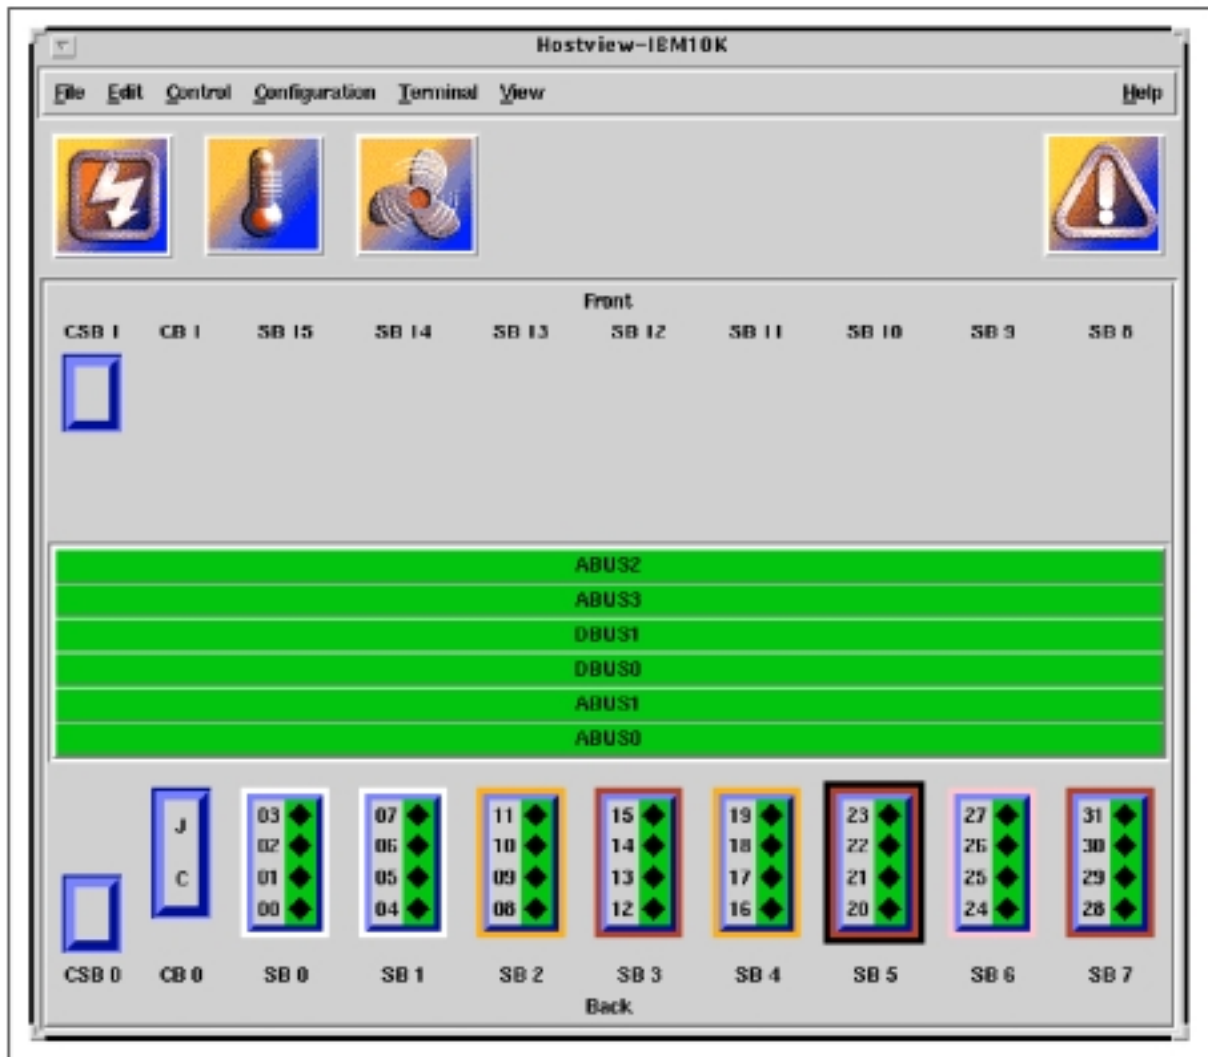 Hostview-IBM10K
File Edit Control Configuration Terminal View Help
Front
CSB 1 CB 1 SB 15 SB 14 SB 13 SB 12 SB 11 SB 10 SB 9 SB 8
ABUS2
ABUS3
DBUS1
DBUS0
ABUS1
ABUS0
J 03 07 11 15 19 23 27 31
02 06 10 14 18 22 26 30
C 01 05 09 13 17 21 25 29
00 04 08 12 16 20 24 28
CSB 0 CB 0 SB 0 SB 1 SB 2 SB 3 SB 4 SB 5 SB 6 SB 7
Back